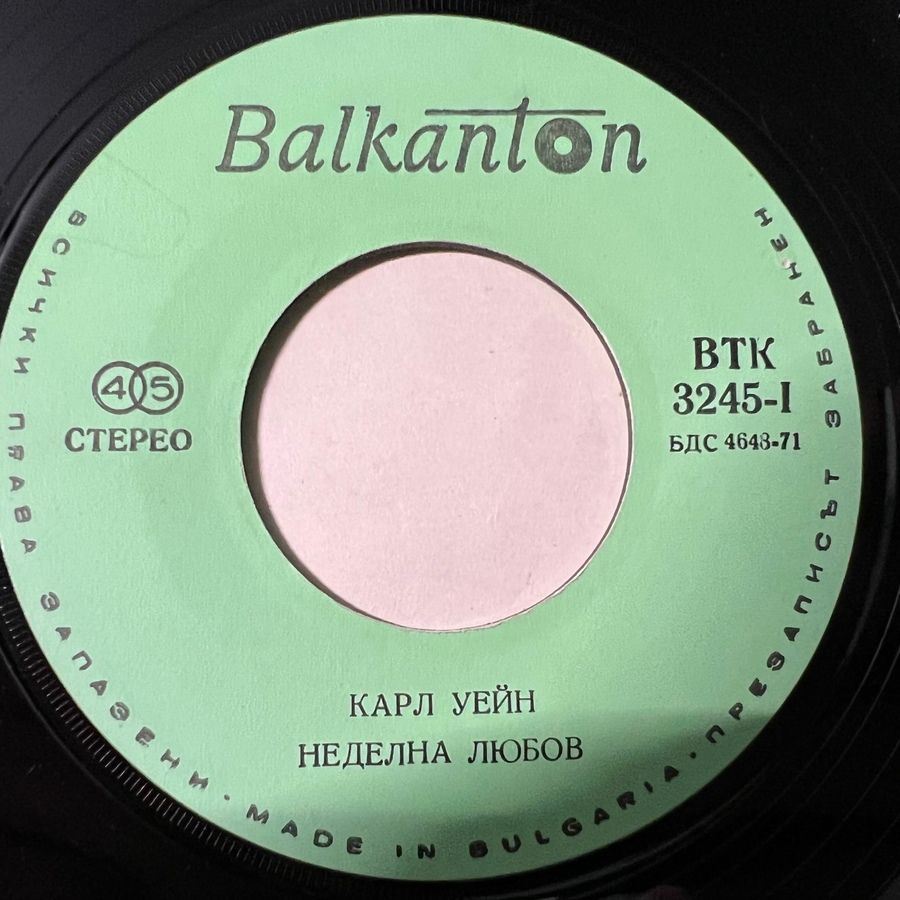 Balkanton
45
СТЕРЕО
ВТК
3245-I
БДС 4648-71
КАРЛ УЕЙН
НЕДЕЛНА ЛЮБОВ
ВСИЧКИ ПРАВА ЗАПАЗЕНИ · MADE IN BULGARIA · ПРЕЗАПИСЪТ ЗАБРАНЕН